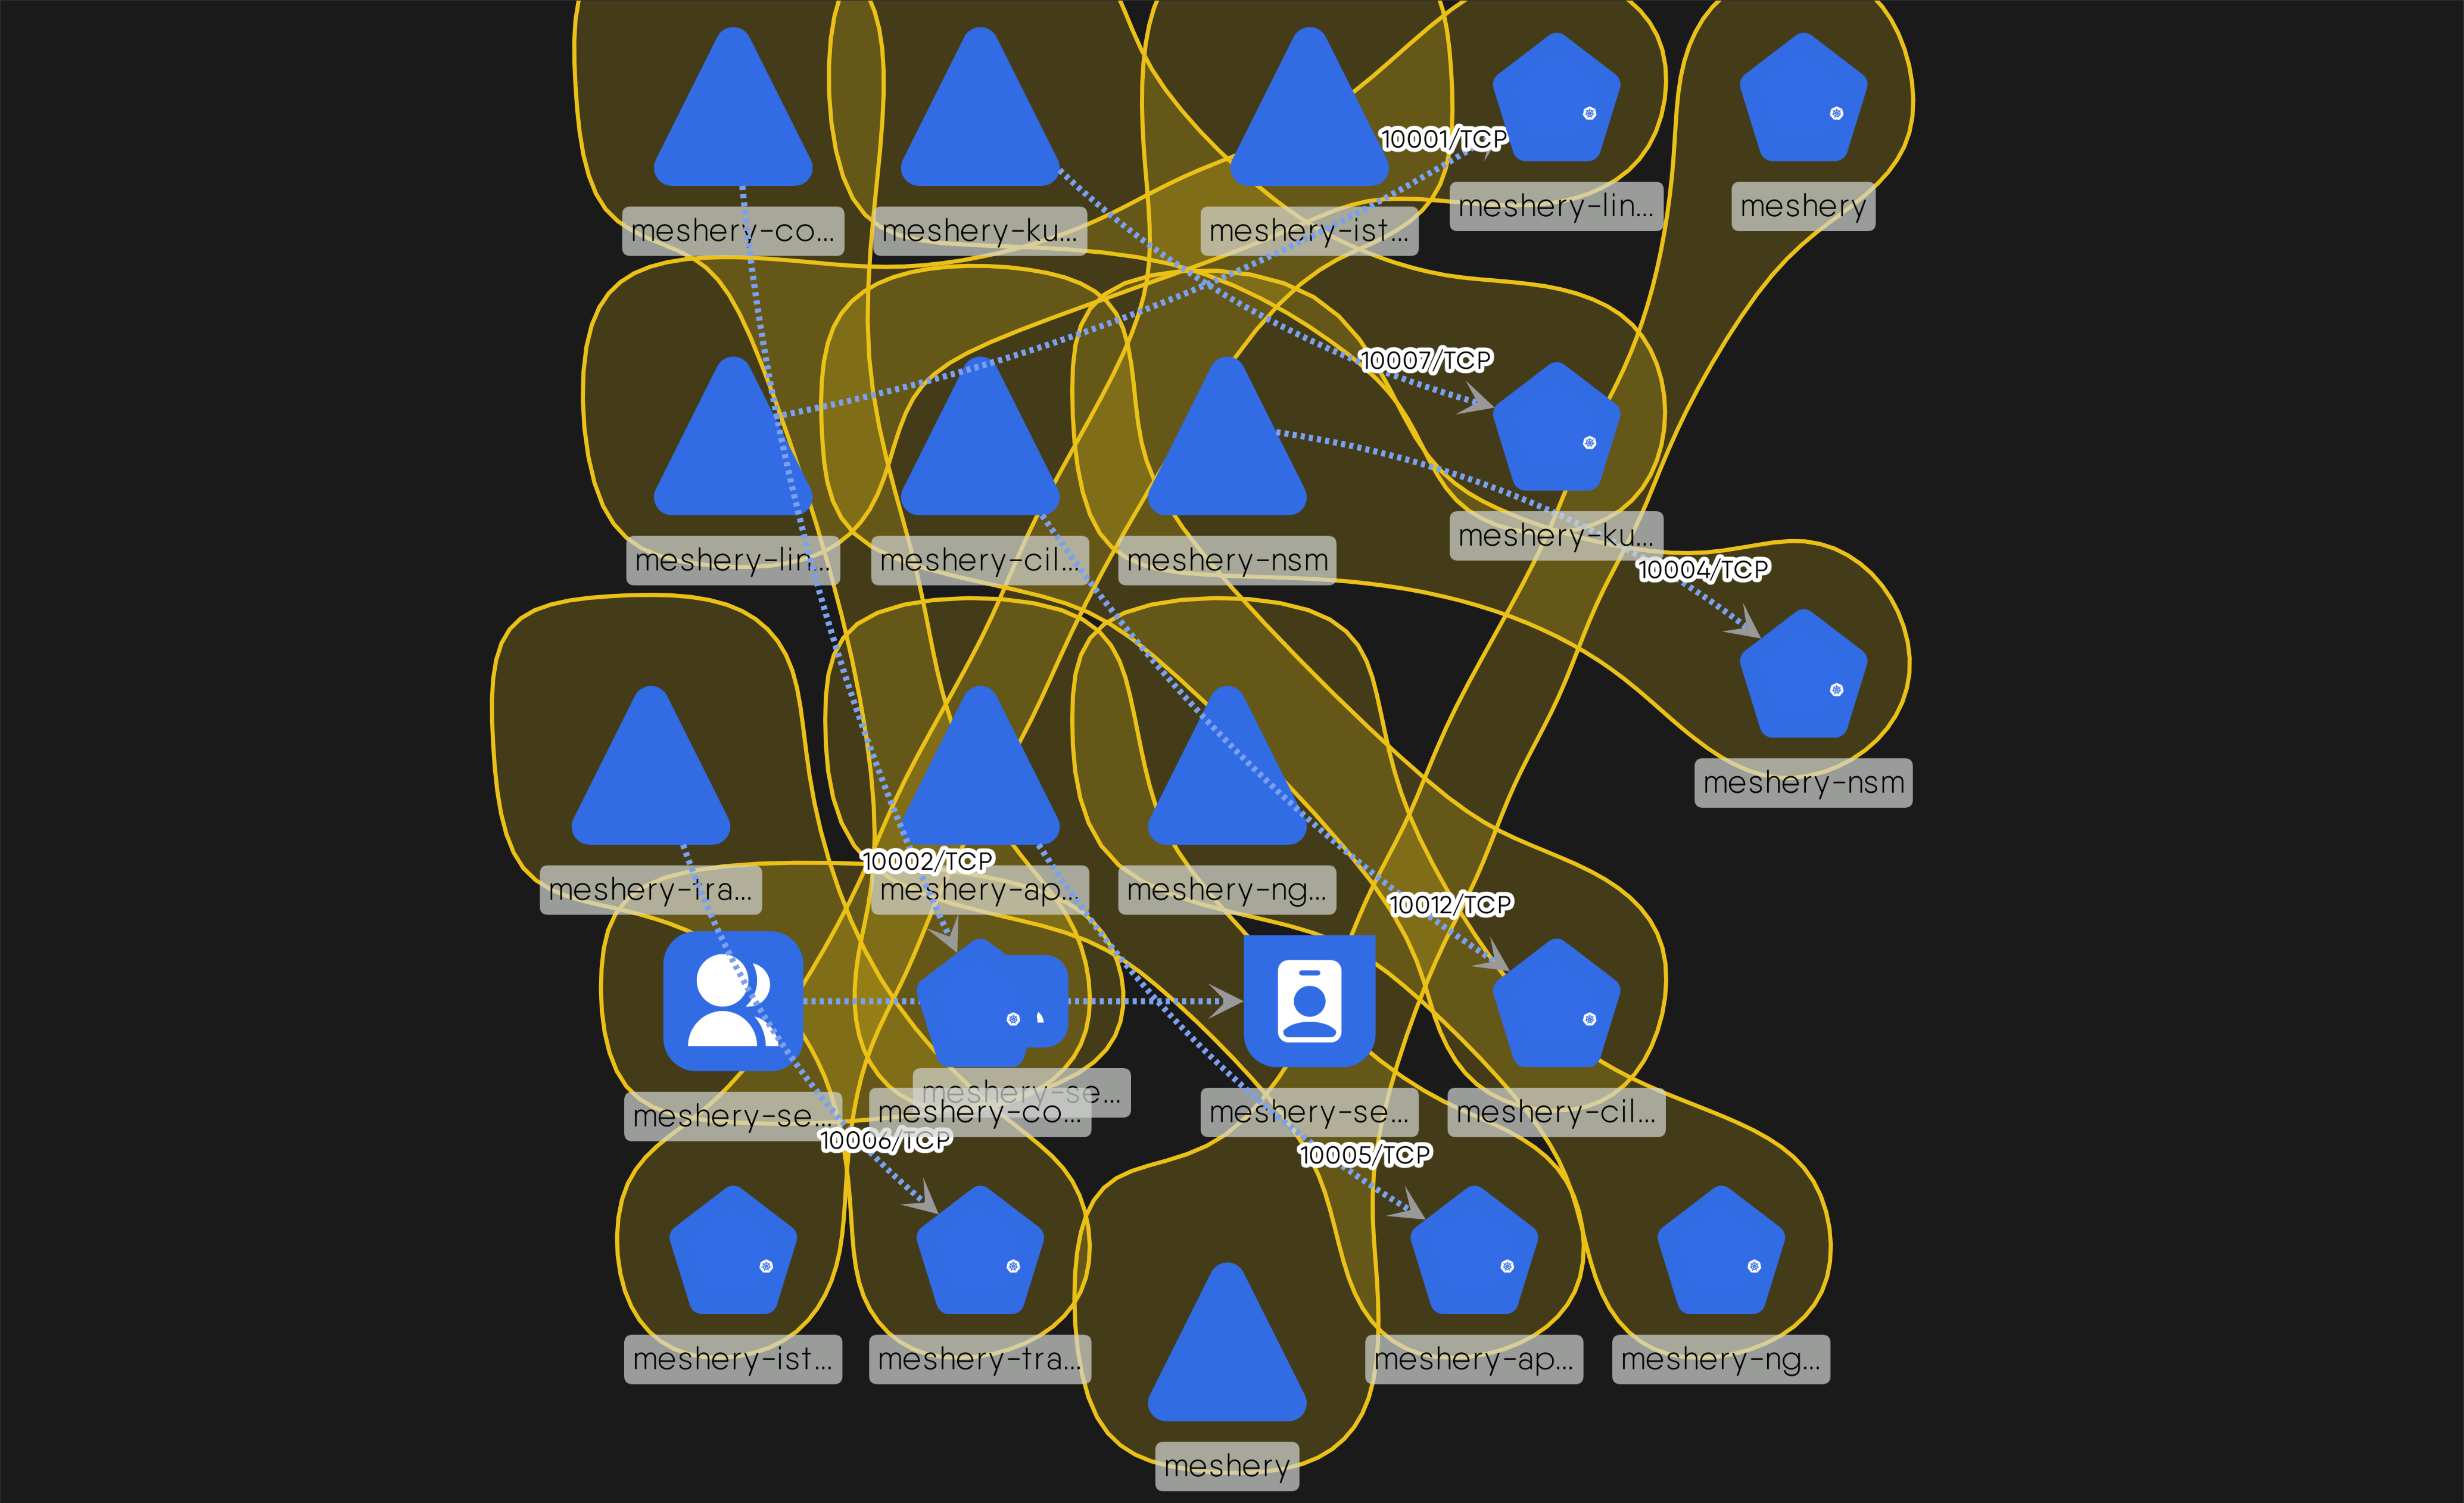 10001/TCP
meshery-co...
meshery-ku...
meshery-ist...
meshery-lin...
meshery
10007/TCP
meshery-lin...
meshery-cil...
meshery-nsm
meshery-ku...
10004/TCP
meshery-nsm
10002/TCP
meshery-tra...
meshery-ap...
meshery-ng...
10012/TCP
meshery-se...
meshery-se...
meshery-co...
meshery-se...
meshery-cil...
10006/TCP
10005/TCP
meshery-ist...
meshery-tra...
meshery-ap...
meshery-ng...
meshery